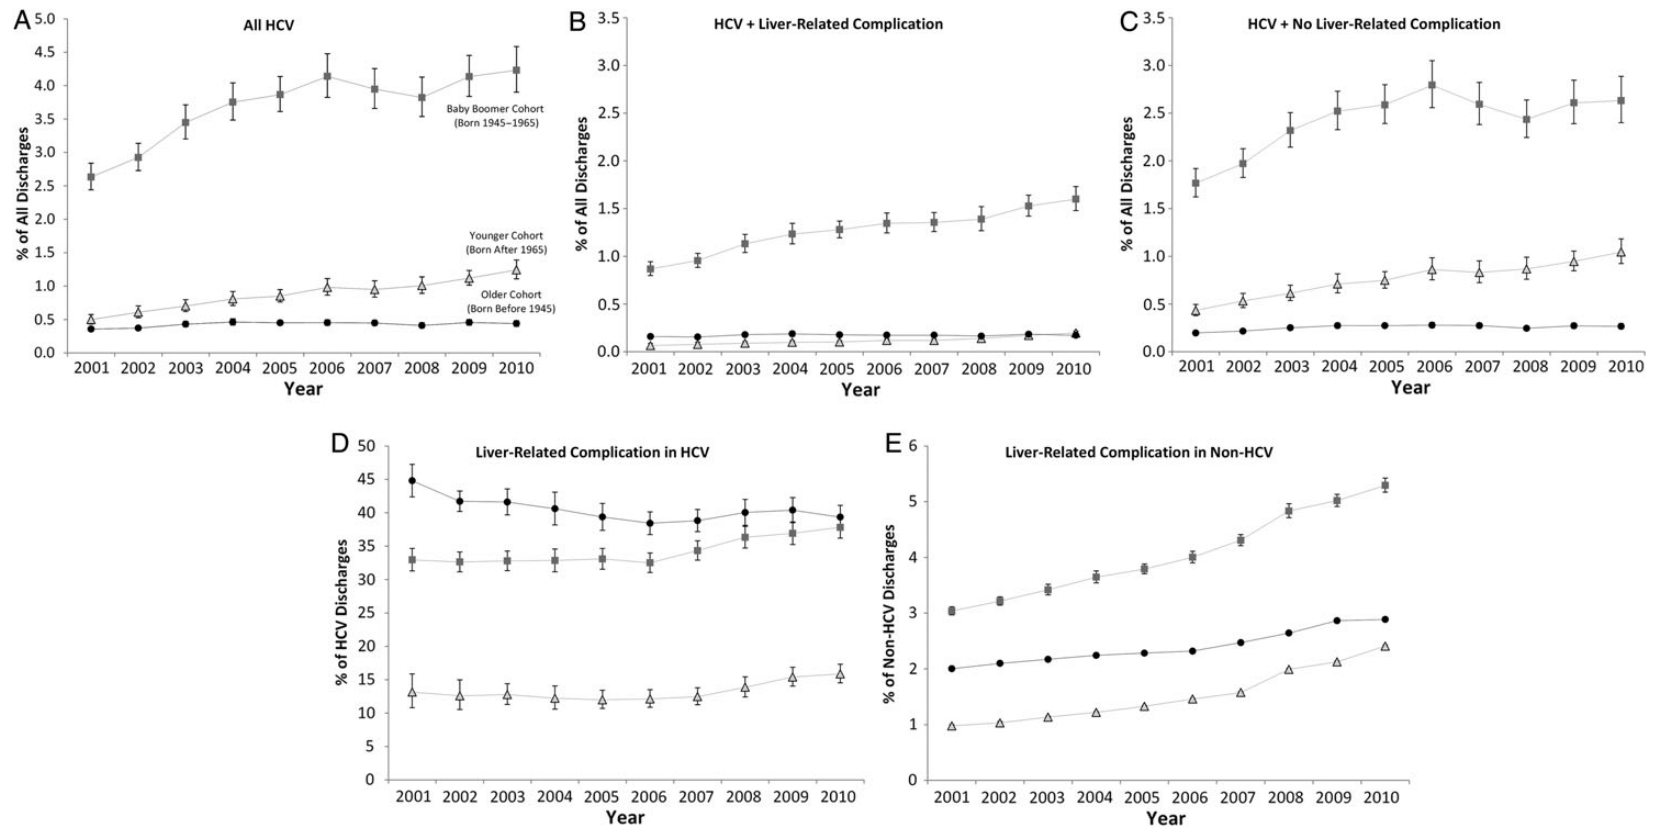 A
All HCV
% of All Discharges
5.0
4.5
4.0
3.5
3.0
2.5
2.0
1.5
1.0
0.5
0.0
Baby Boomer Cohort
(Born 1945–1965)
Younger Cohort
(Born After 1965)
Older Cohort
(Born Before 1945)
2001 2002 2003 2004 2005 2006 2007 2008 2009 2010
Year
B
HCV + Liver-Related Complication
% of All Discharges
3.5
3.0
2.5
2.0
1.5
1.0
0.5
0.0
2001 2002 2003 2004 2005 2006 2007 2008 2009 2010
Year
C
HCV + No Liver-Related Complication
% of All Discharges
3.5
3.0
2.5
2.0
1.5
1.0
0.5
0.0
2001 2002 2003 2004 2005 2006 2007 2008 2009 2010
Year
D
Liver-Related Complication in HCV
% of HCV Discharges
50
45
40
35
30
25
20
15
10
5
0
2001 2002 2003 2004 2005 2006 2007 2008 2009 2010
Year
E
Liver-Related Complication in Non-HCV
% of Non-HCV Discharges
6
5
4
3
2
1
0
2001 2002 2003 2004 2005 2006 2007 2008 2009 2010
Year